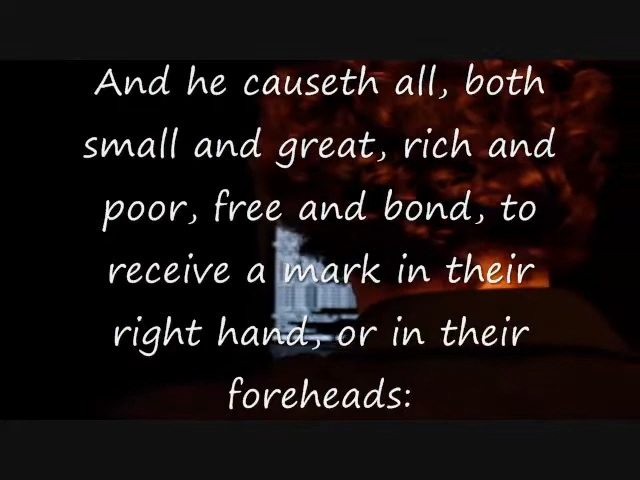 And he causeth all, both
small and great, rich and
poor, free and bond, to
receive a mark in their
right hand, or in their
foreheads: